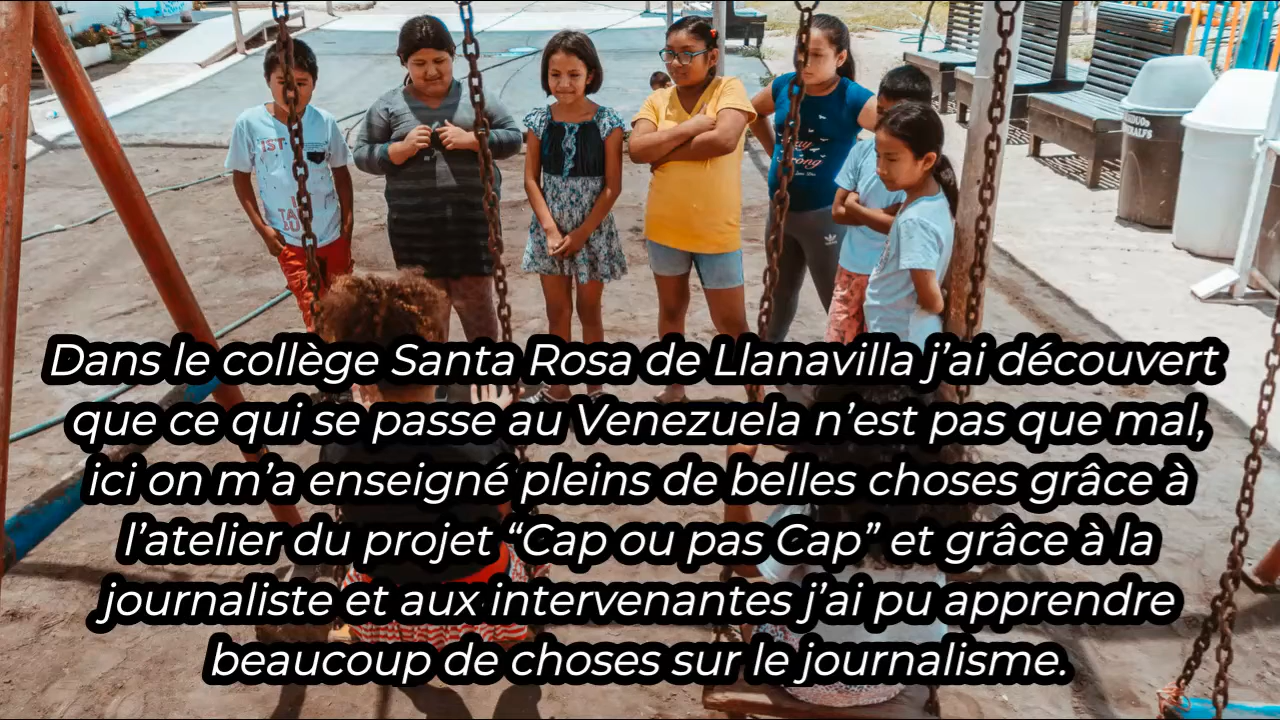 Dans le collège Santa Rosa de Llanavilla j’ai découvert
que ce qui se passe au Venezuela n’est pas que mal,
ici on m’a enseigné pleins de belles choses grâce à
l’atelier du projet “Cap ou pas Cap” et grâce à la
journaliste et aux intervenantes j’ai pu apprendre
beaucoup de choses sur le journalisme.